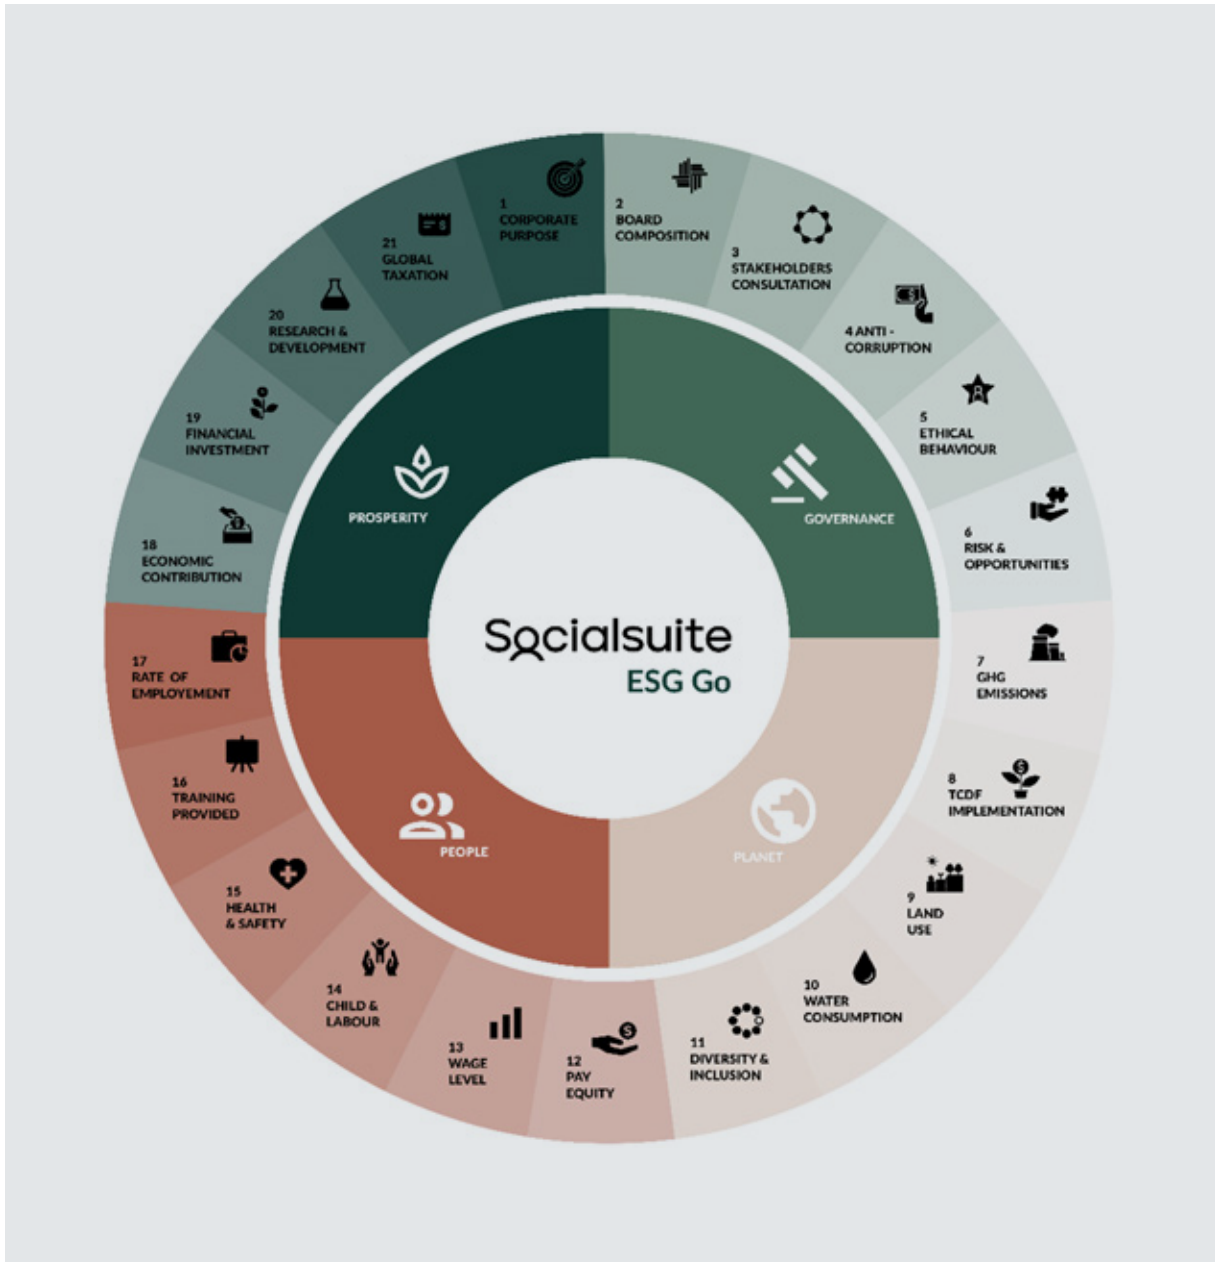 1
CORPORATE
PURPOSE
2
BOARD
COMPOSITION
3
STAKEHOLDERS
CONSULTATION
4 ANTI -
CORRUPTION
5
ETHICAL
BEHAVIOUR
6
RISK &
OPPORTUNITIES
7
GHG
EMISSIONS
8
TCDF
IMPLEMENTATION
9
LAND
USE
10
WATER
CONSUMPTION
11
DIVERSITY &
INCLUSION
12
PAY
EQUITY
13
WAGE
LEVEL
14
CHILD &
LABOUR
15
HEALTH
& SAFETY
16
TRAINING
PROVIDED
17
RATE OF
EMPLOYEMENT
18
ECONOMIC
CONTRIBUTION
19
FINANCIAL
INVESTMENT
20
RESEARCH &
DEVELOPMENT
21
GLOBAL
TAXATION
PROSPERITY
GOVERNANCE
PEOPLE
PLANET
Socialsuite
ESG Go